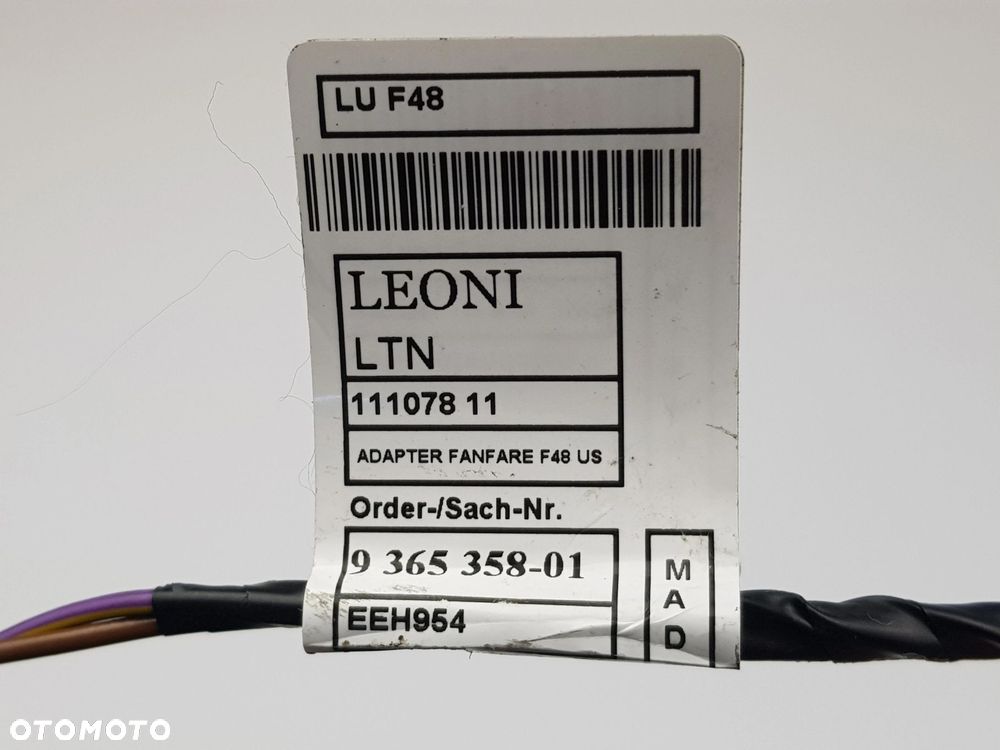 LU F48
LEONI
LTN
111078 11
ADAPTER FANFARE F48 US
Order-/Sach-Nr.
9 365 358-01
EEH954
M
A
D
OTOMOTO